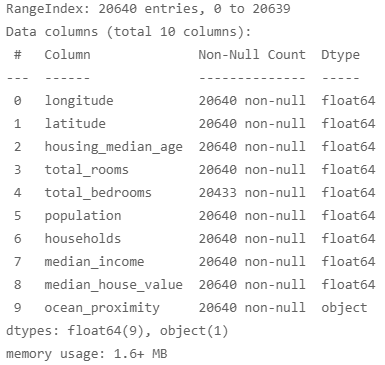 RangeIndex: 20640 entries, 0 to 20639
Data columns (total 10 columns):
 #   Column              Non-Null Count  Dtype
---  ------              --------------  -----
 0   longitude           20640 non-null  float64
 1   latitude            20640 non-null  float64
 2   housing_median_age  20640 non-null  float64
 3   total_rooms         20640 non-null  float64
 4   total_bedrooms      20433 non-null  float64
 5   population          20640 non-null  float64
 6   households          20640 non-null  float64
 7   median_income       20640 non-null  float64
 8   median_house_value  20640 non-null  float64
 9   ocean_proximity     20640 non-null  object
dtypes: float64(9), object(1)
memory usage: 1.6+ MB